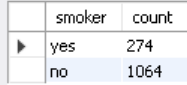 smoker count
yes 274
no 1064